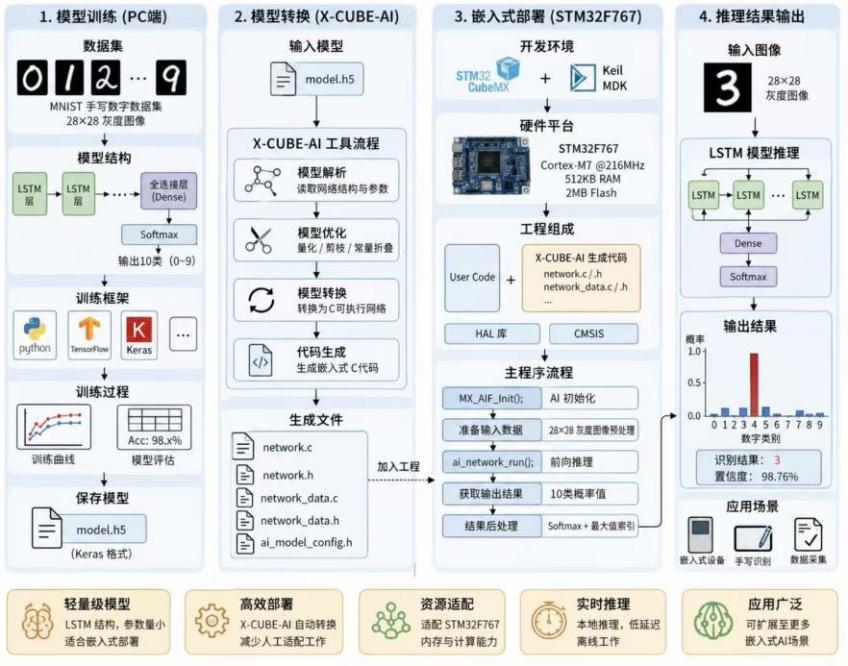 1. 模型训练 (PC端)
数据集
0 1 2 … 9
MNIST 手写数字数据集
28×28 灰度图像
模型结构
LSTM
层
LSTM
层
……
全连接层
(Dense)
Softmax
输出10类（0~9）
训练框架
python
TensorFlow
K
Keras
...
训练过程
Acc: 98.x%
训练曲线
模型评估
保存模型
model.h5
(Keras 格式)
2. 模型转换 (X-CUBE-AI)
输入模型
model.h5
X-CUBE-AI 工具流程
模型解析
读取网络结构与参数
模型优化
量化 / 剪枝 / 常量折叠
模型转换
转换为C可执行网络
代码生成
生成嵌入式 C代码
生成文件
network.c
network.h
network_data.c
network_data.h
ai_model_config.h
加入工程
3. 嵌入式部署 (STM32F767)
开发环境
STM32
CubeMX
+
Keil
MDK
硬件平台
STM32F767
Cortex-M7 @216MHz
512KB RAM
2MB Flash
工程组成
User Code
+
X-CUBE-AI 生成代码
network.c / .h
network_data.c / .h
...
HAL 库
CMSIS
主程序流程
MX_AIF_Init();
AI 初始化
准备输入数据
28×28 灰度图像预处理
ai_network_run();
前向推理
获取输出结果
10类概率值
结果后处理
Softmax + 最大值索引
4. 推理结果输出
输入图像
3
28×28
灰度图像
LSTM 模型推理
LSTM
LSTM
…
LSTM
Dense
Softmax
输出结果
概率
1.0
0.5
0.0
0 1 2 3 4 5 6 7 7 8 9
数字类别
识别结果： 3
置信度： 98.76%
应用场景
嵌入式设备
手写识别
数据采集
轻量级模型
LSTM 结构，参数量小
适合嵌入式部署
高效部署
X-CUBE-AI 自动转换
减少人工适配工作
资源适配
适配 STM32F767
内存与计算能力
实时推理
本地推理，低延迟
离线工作
应用广泛
可扩展至更多
嵌入式AI场景